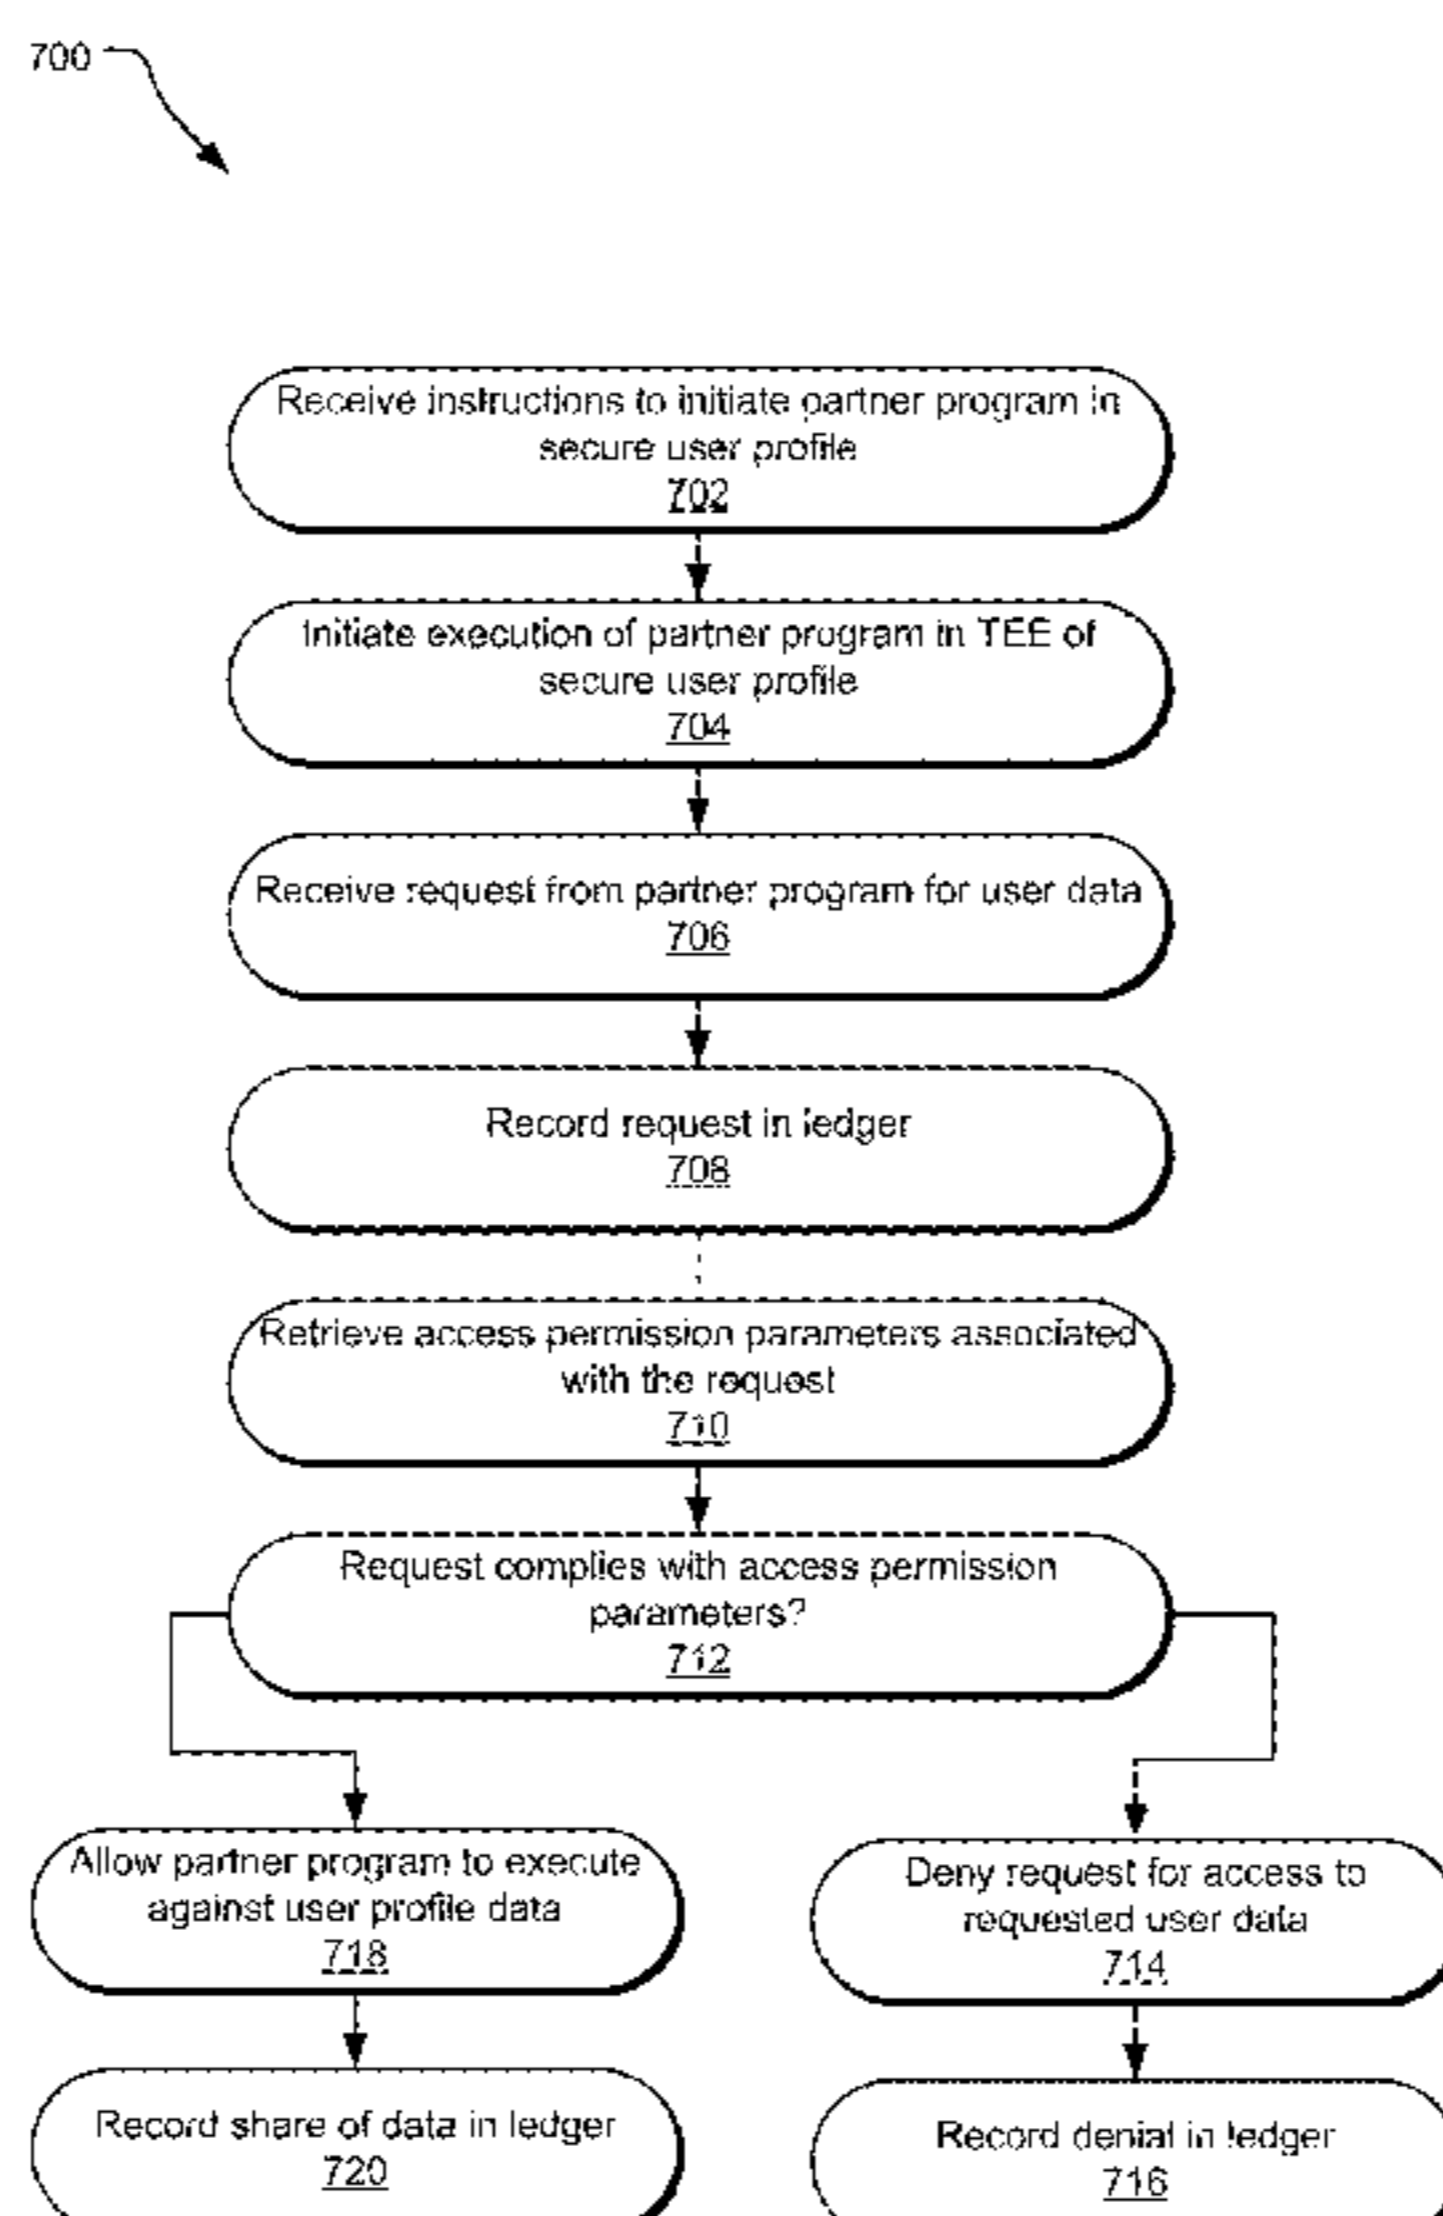 700
Receive instructions to initiate partner program in
secure user profile
702
Initiate execution of partner program in TEE of
secure user profile
704
Receive request from partner program for user data
706
Record request in ledger
708
Retrieve access permission parameters associated
with the request
710
Request complies with access permission
parameters?
712
Allow partner program to execute
against user profile data
718
Deny request for access to
requested user data
714
Record share of data in ledger
720
Record denial in ledger
716